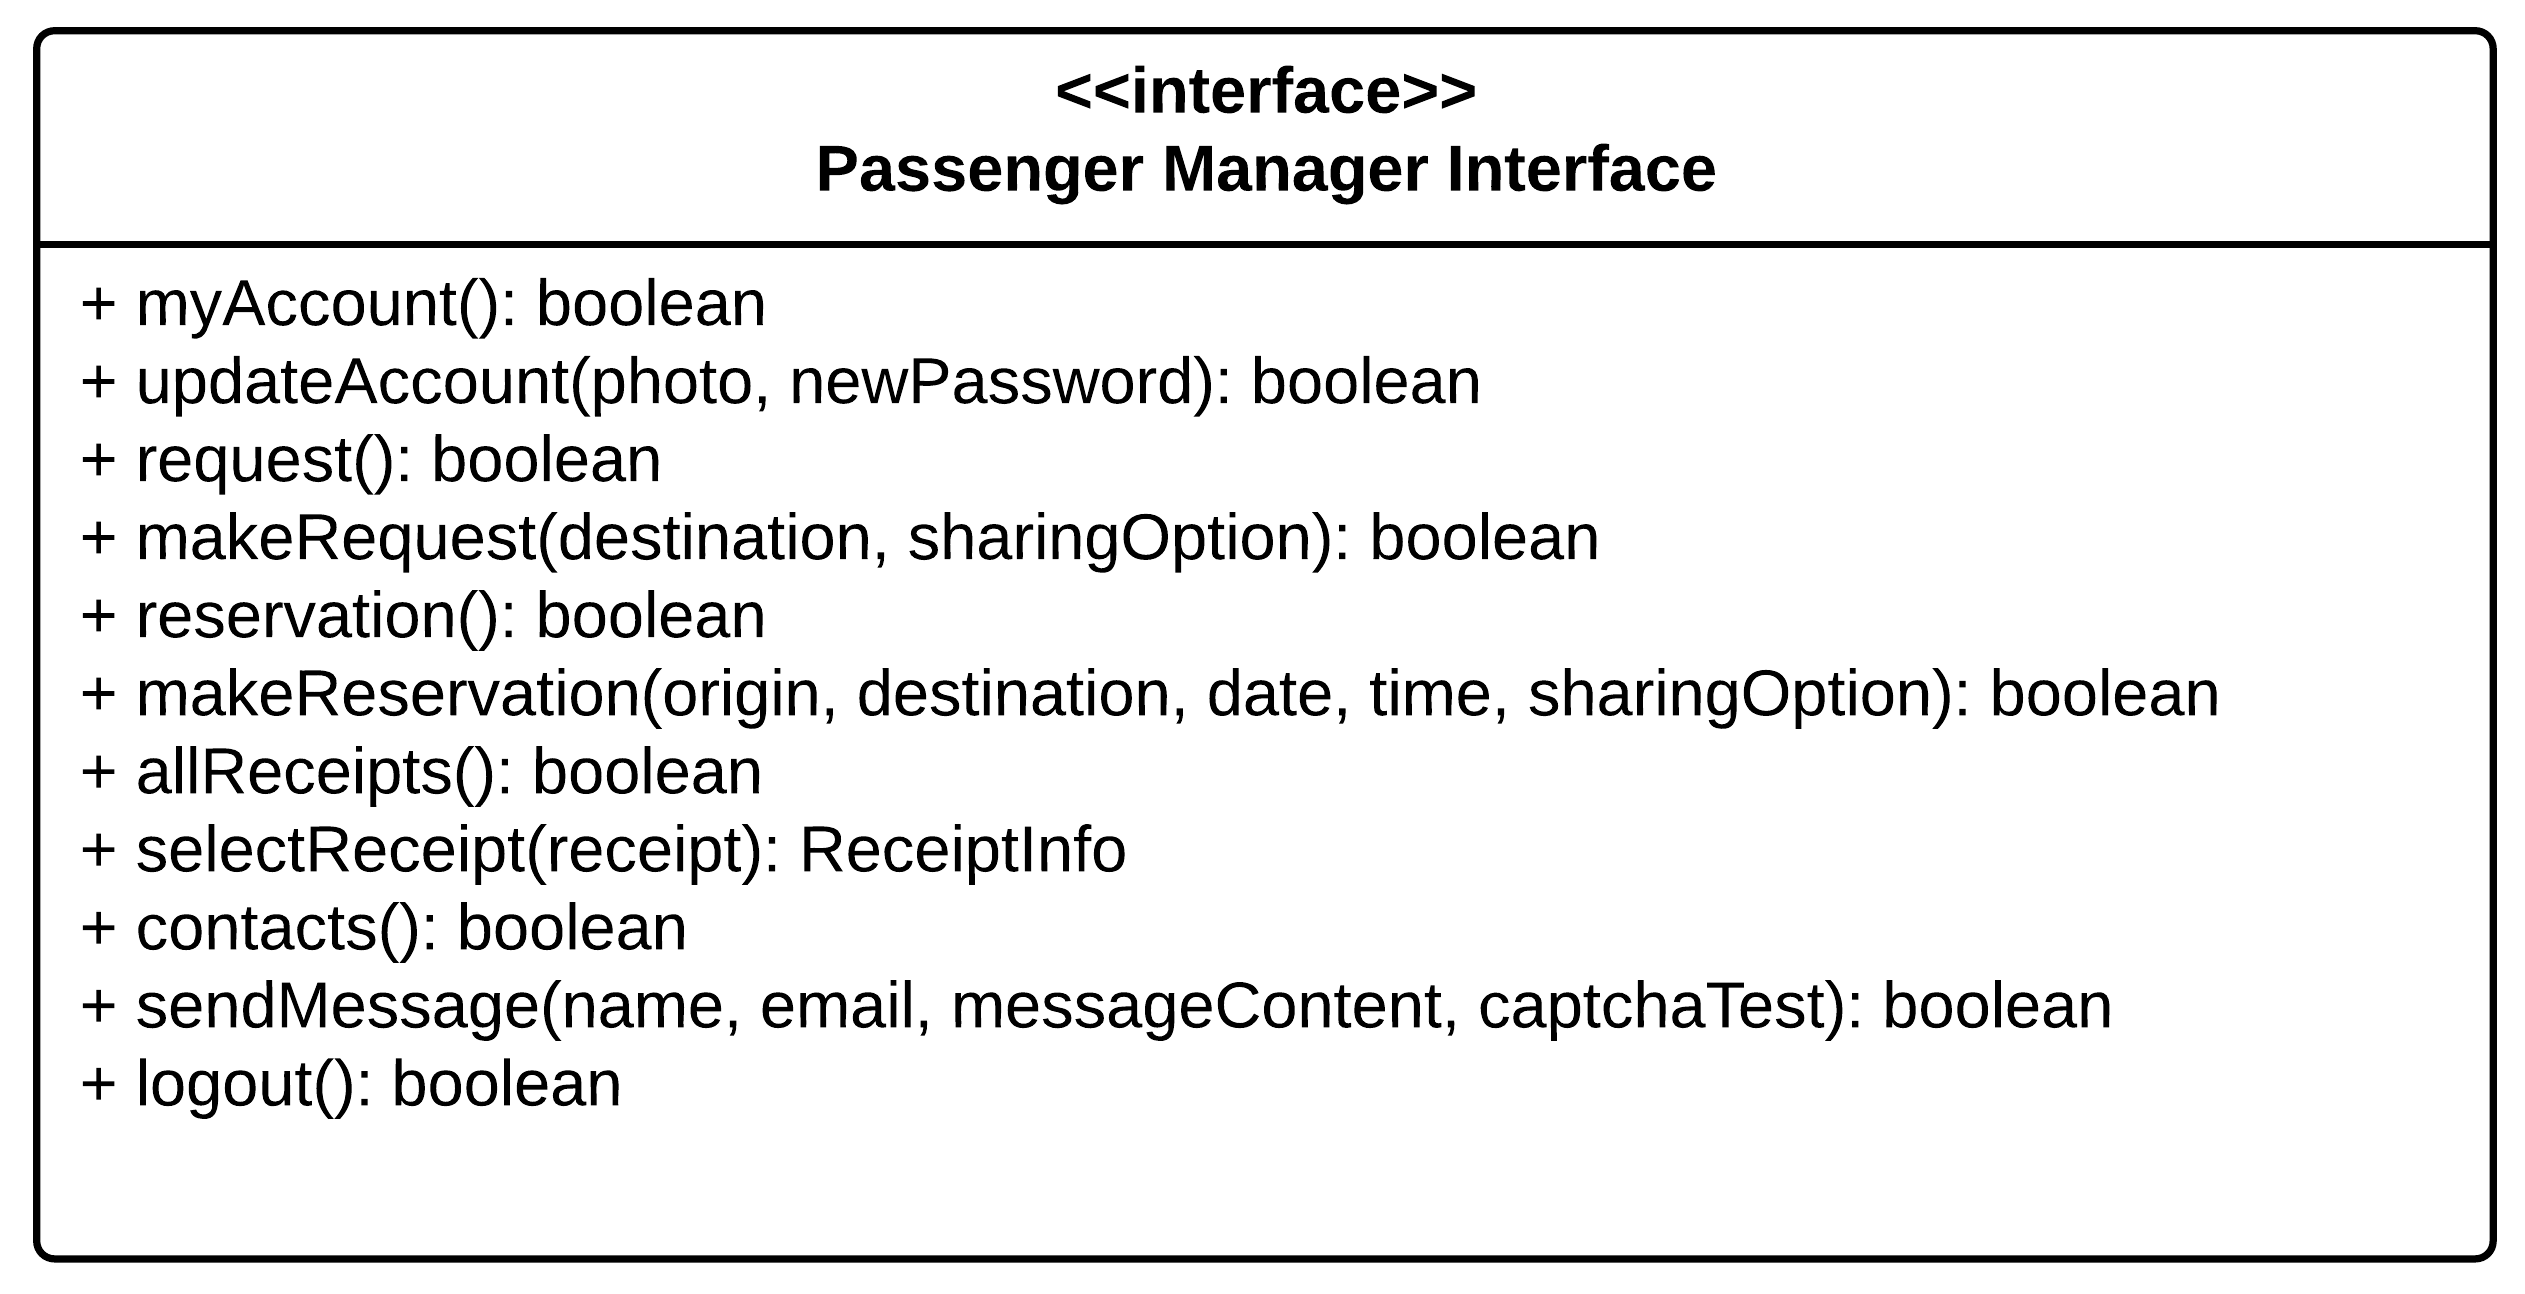 <<interface>>
Passenger Manager Interface
+ myAccount(): boolean
+ updateAccount(photo, newPassword): boolean
+ request(): boolean
+ makeRequest(destination, sharingOption): boolean
+ reservation(): boolean
+ makeReservation(origin, destination, date, time, sharingOption): boolean
+ allReceipts(): boolean
+ selectReceipt(receipt): ReceiptInfo
+ contacts(): boolean
+ sendMessage(name, email, messageContent, captchaTest): boolean
+ logout(): boolean